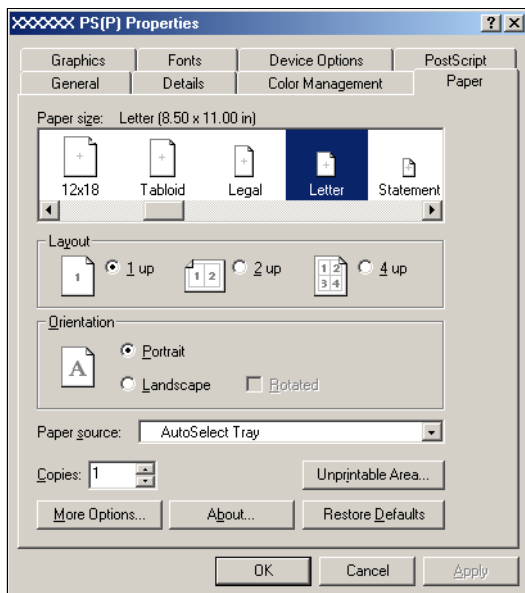 XXXXXX PS(P) Properties
Graphics Fonts Device Options PostScript
General Details Color Management Paper
Paper size: Letter (8.50 x 11.00 in)
12x18 Tabloid Legal Letter Statement
Layout
1 1 up 1 2 2 up 1 2 3 4 4 up
Orientation
A
Portrait
Landscape Rotated
Paper source: AutoSelect Tray
Copies: 1 Unprintable Area...
More Options... About... Restore Defaults
OK Cancel Apply